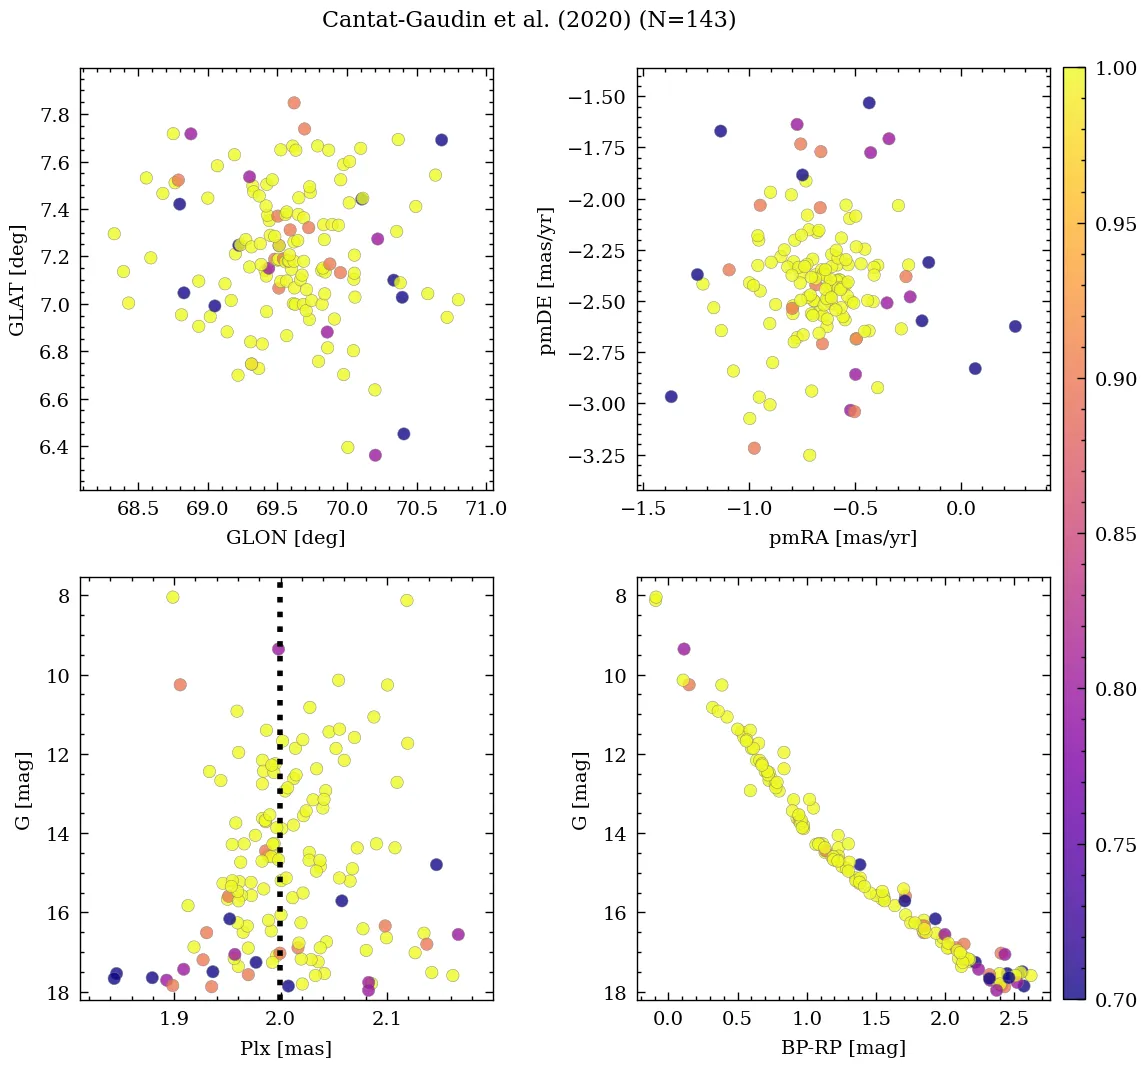 Cantat-Gaudin et al. (2020) (N=143)
7.8
7.6
7.4
7.2
7.0
6.8
6.6
6.4
GLAT [deg]
68.5 69.0 69.5 70.0 70.5 71.0
GLON [deg]
−1.50
−1.75
−2.00
−2.25
−2.50
−2.75
−3.00
−3.25
pmDE [mas/yr]
−1.5 −1.0 −0.5 0.0
pmRA [mas/yr]
8
10
12
14
16
18
G [mag]
1.9 2.0 2.1
Plx [mas]
8
10
12
14
16
18
G [mag]
0.0 0.5 1.0 1.5 2.0 2.5
BP-RP [mag]
1.00
0.95
0.90
0.85
0.80
0.75
0.70